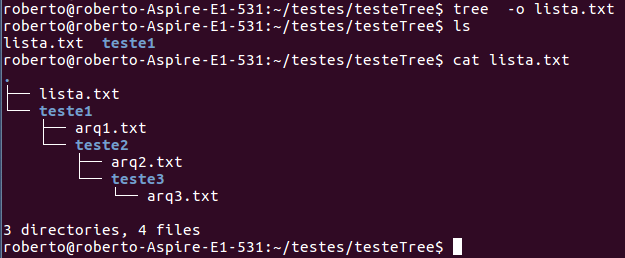 roberto@roberto-Aspire-E1-531:~/testes/testeTree$ tree  -o lista.txt
roberto@roberto-Aspire-E1-531:~/testes/testeTree$ ls
lista.txt  teste1
roberto@roberto-Aspire-E1-531:~/testes/testeTree$ cat lista.txt
.
├── lista.txt
└── teste1
    ├── arq1.txt
    └── teste2
        ├── arq2.txt
        └── teste3
            └── arq3.txt

3 directories, 4 files
roberto@roberto-Aspire-E1-531:~/testes/testeTree$